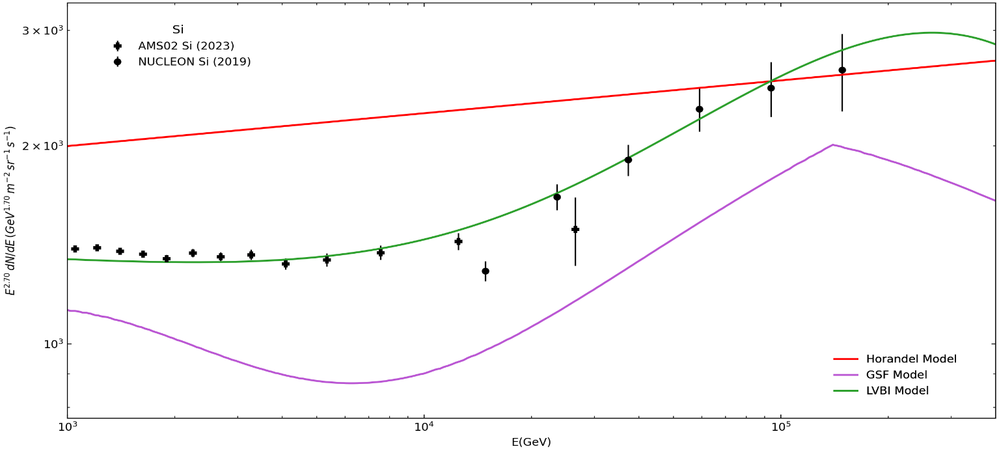 Si
AMS02 Si (2023)
NUCLEON Si (2019)
3 × 10³
2 × 10³
10³
E^2.70 dN/dE (GeV^1.70 m^−2 sr^−1 s^−1)
Horandel Model
GSF Model
LVBI Model
10³ 10⁴ 10⁵
E(GeV)